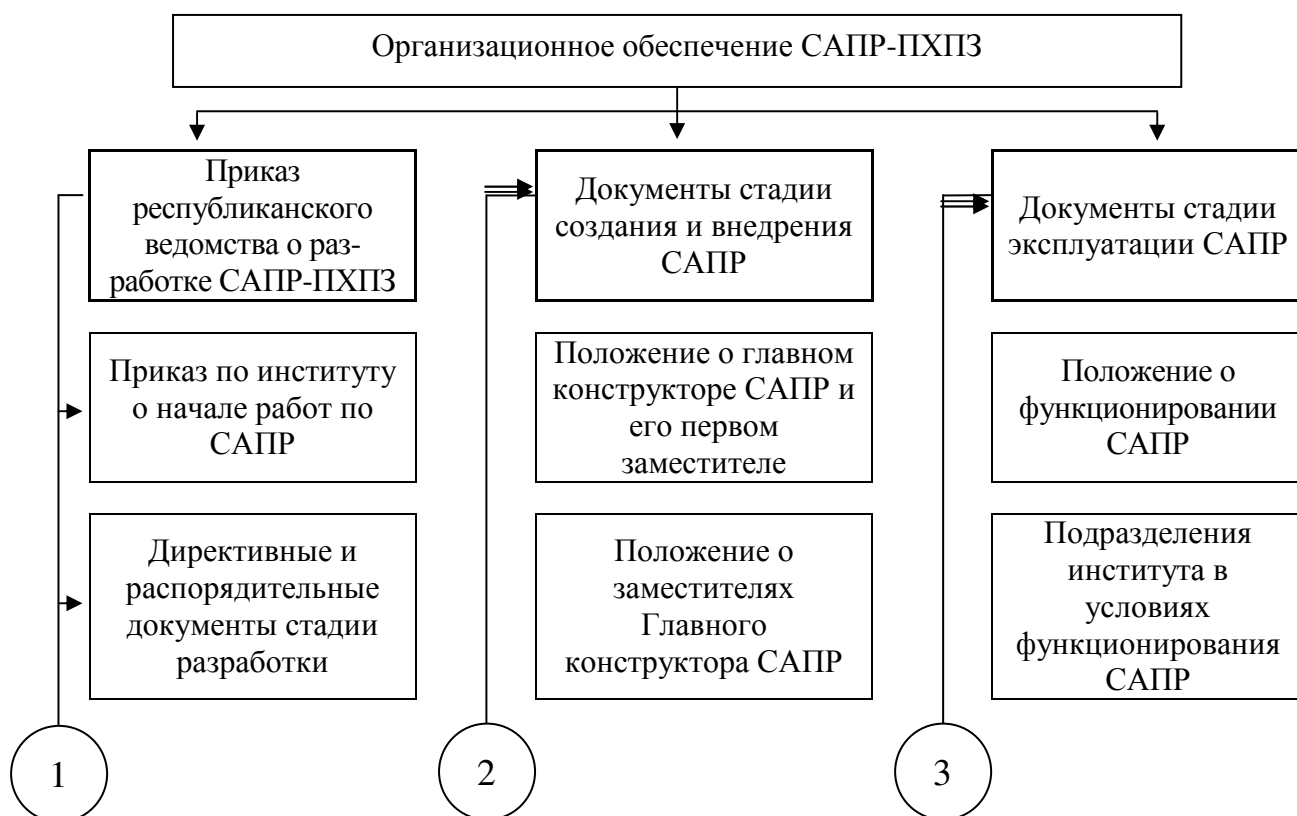 Организационное обеспечение САПР-ПХПЗ
Приказ
республиканского
ведомства о раз-
работке САПР-ПХПЗ
Приказ по институту
о начале работ по
САПР
Директивные и
распорядительные
документы стадии
разработки
1
Документы стадии
создания и внедрения
САПР
Положение о главном
конструкторе САПР и
его первом
заместителе
Положение о
заместителях
Главного
конструктора САПР
2
Документы стадии
эксплуатации САПР
Положение о
функционировании
САПР
Подразделения
института в
условиях
функционирования
САПР
3